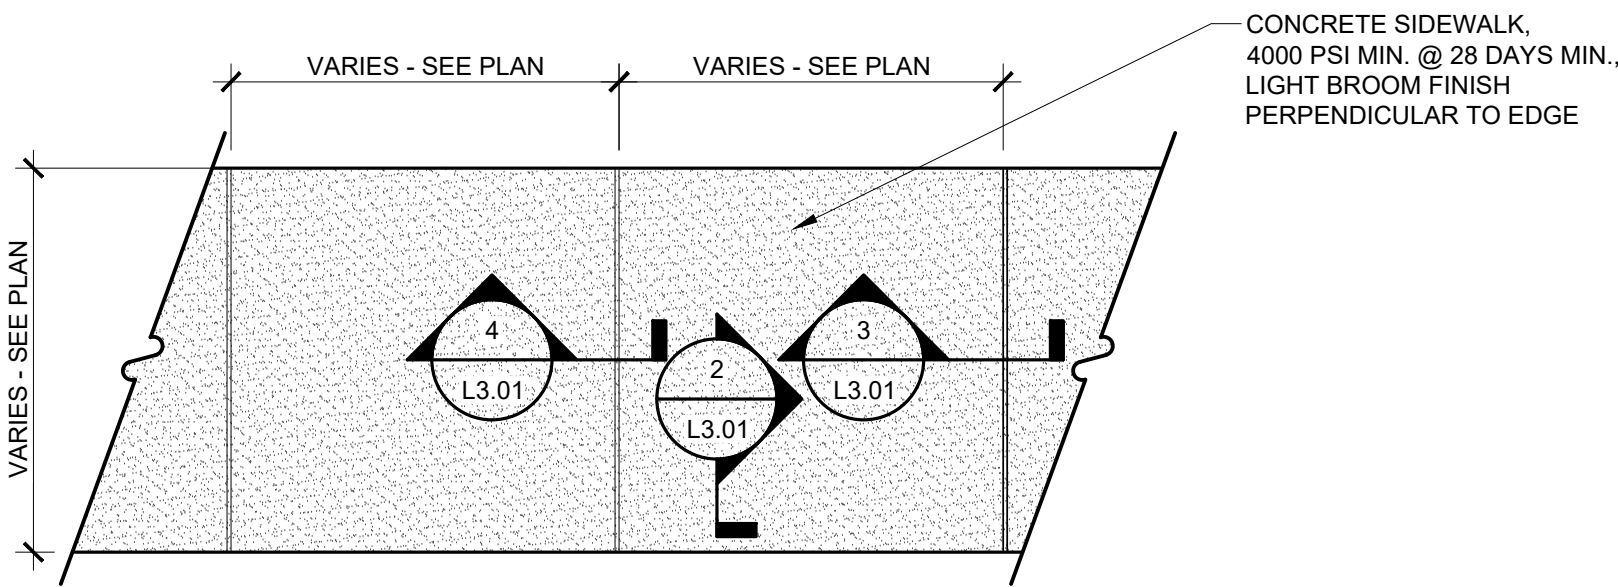 CONCRETE SIDEWALK,
4000 PSI MIN. @ 28 DAYS MIN.,
LIGHT BROOM FINISH
PERPENDICULAR TO EDGE
VARIES - SEE PLAN
VARIES - SEE PLAN
VARIES - SEE PLAN
4
L3.01
2
L3.01
3
L3.01